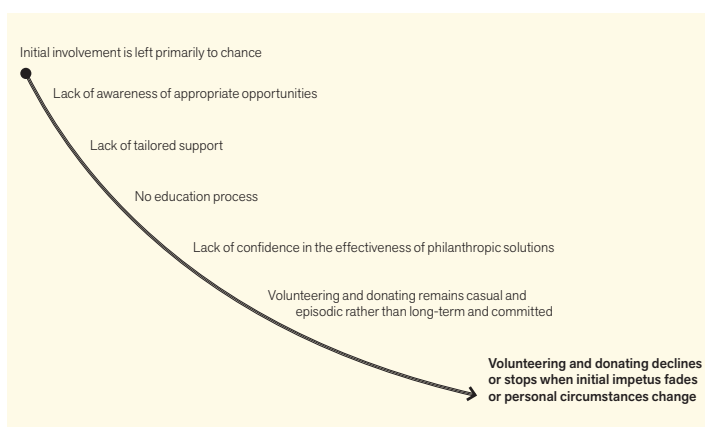 Initial involvement is left primarily to chance
Lack of awareness of appropriate opportunities
Lack of tailored support
No education process
Lack of confidence in the effectiveness of philanthropic solutions
Volunteering and donating remains casual and
episodic rather than long-term and committed
Volunteering and donating declines
or stops when initial impetus fades
or personal circumstances change